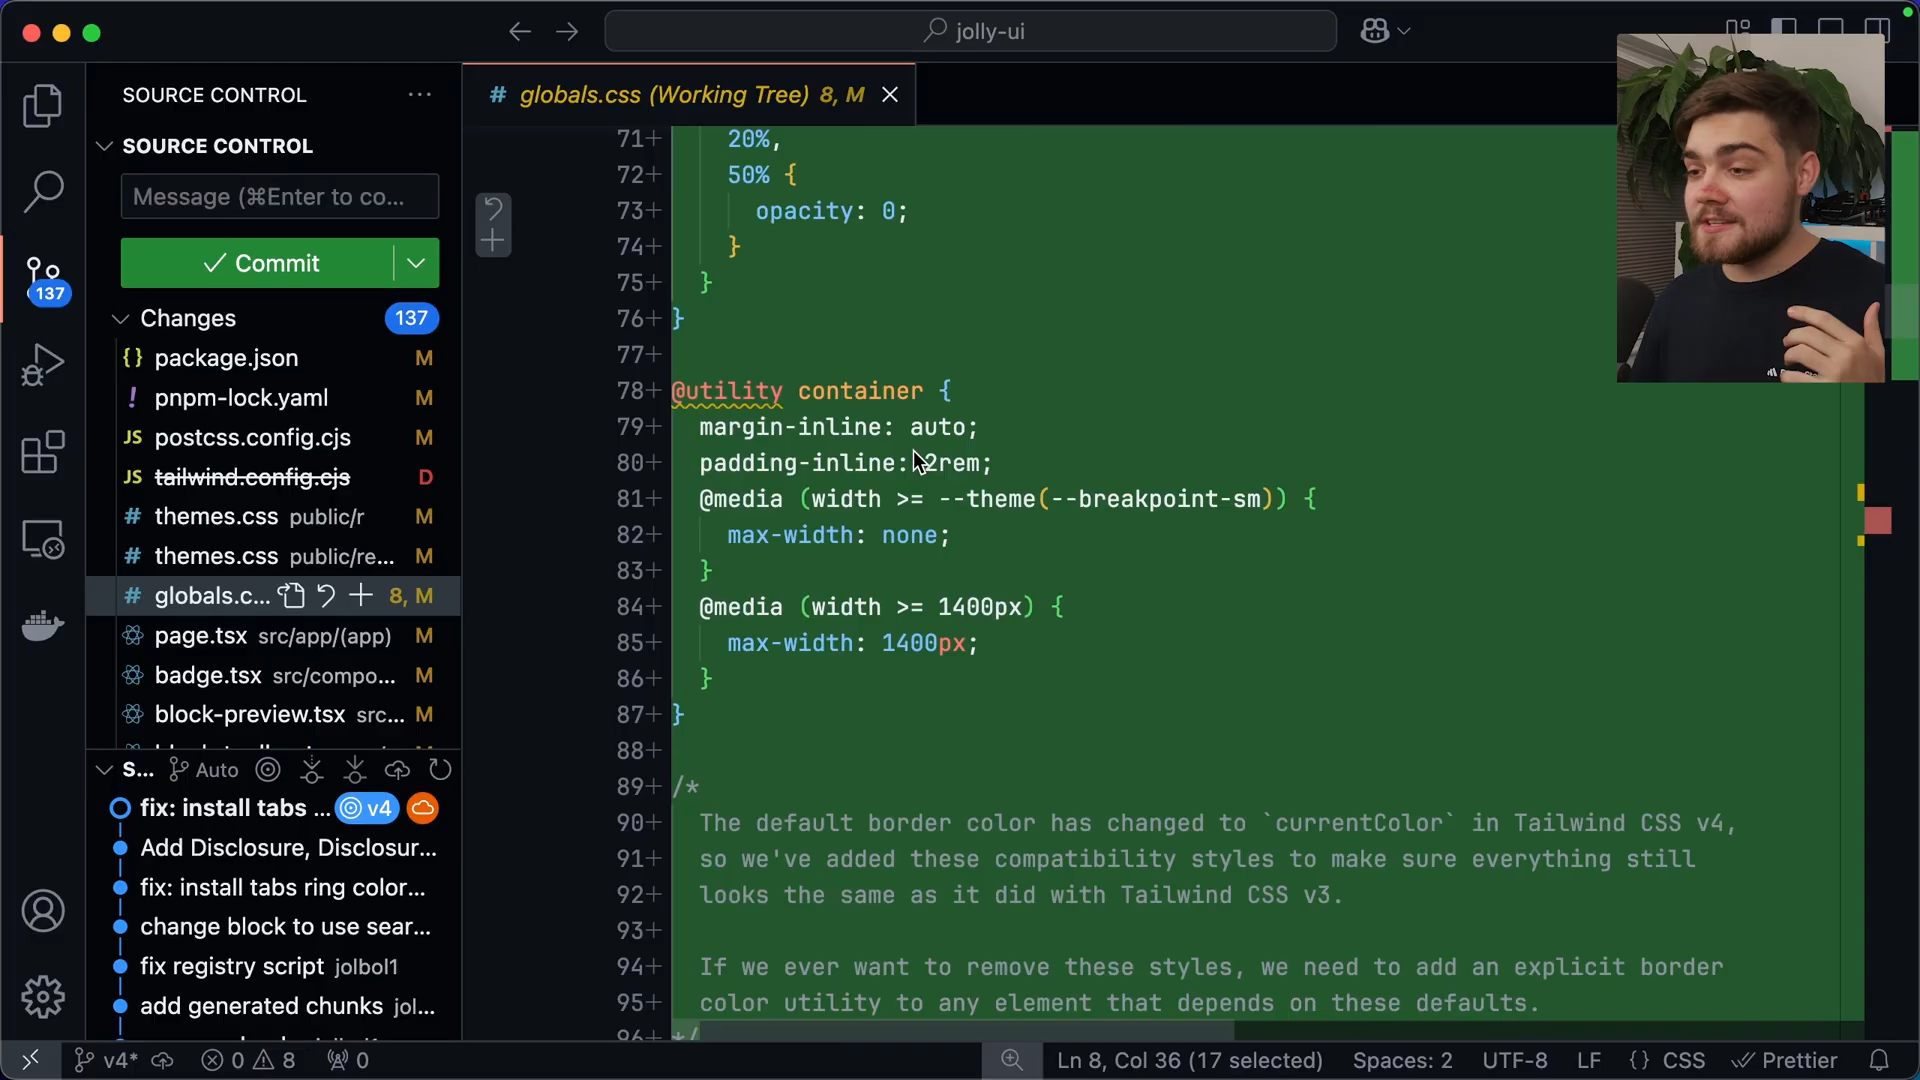 jolly-ui
SOURCE CONTROL
SOURCE CONTROL
Message (⌘Enter to co...
Commit
Changes 137
137
{} package.json M
! pnpm-lock.yaml M
JS postcss.config.cjs M
JS tailwind.config.cjs D
# themes.css public/r M
# themes.css public/re... M
# globals.c... 8, M
page.tsx src/app/(app) M
badge.tsx src/compo... M
block-preview.tsx src... M
S... Auto
fix: install tabs ... v4
Add Disclosure, Disclosur...
fix: install tabs ring color...
change block to use sear...
fix registry script jolbol1
add generated chunks jol...
# globals.css (Working Tree) 8, M
71+ 20%,
72+ 50% {
73+ opacity: 0;
74+ }
75+ }
76+ }
77+
78+ @utility container {
79+ margin-inline: auto;
80+ padding-inline: 2rem;
81+ @media (width >= --theme(--breakpoint-sm)) {
82+ max-width: none;
83+ }
84+ @media (width >= 1400px) {
85+ max-width: 1400px;
86+ }
87+ }
88+
89+ /*
90+ The default border color has changed to `currentColor` in Tailwind CSS v4,
91+ so we've added these compatibility styles to make sure everything still
92+ looks the same as it did with Tailwind CSS v3.
93+
94+ If we ever want to remove these styles, we need to add an explicit border
95+ color utility to any element that depends on these defaults.
96+ */
v4* 0 8 0 Ln 8, Col 36 (17 selected) Spaces: 2 UTF-8 LF {} CSS Prettier